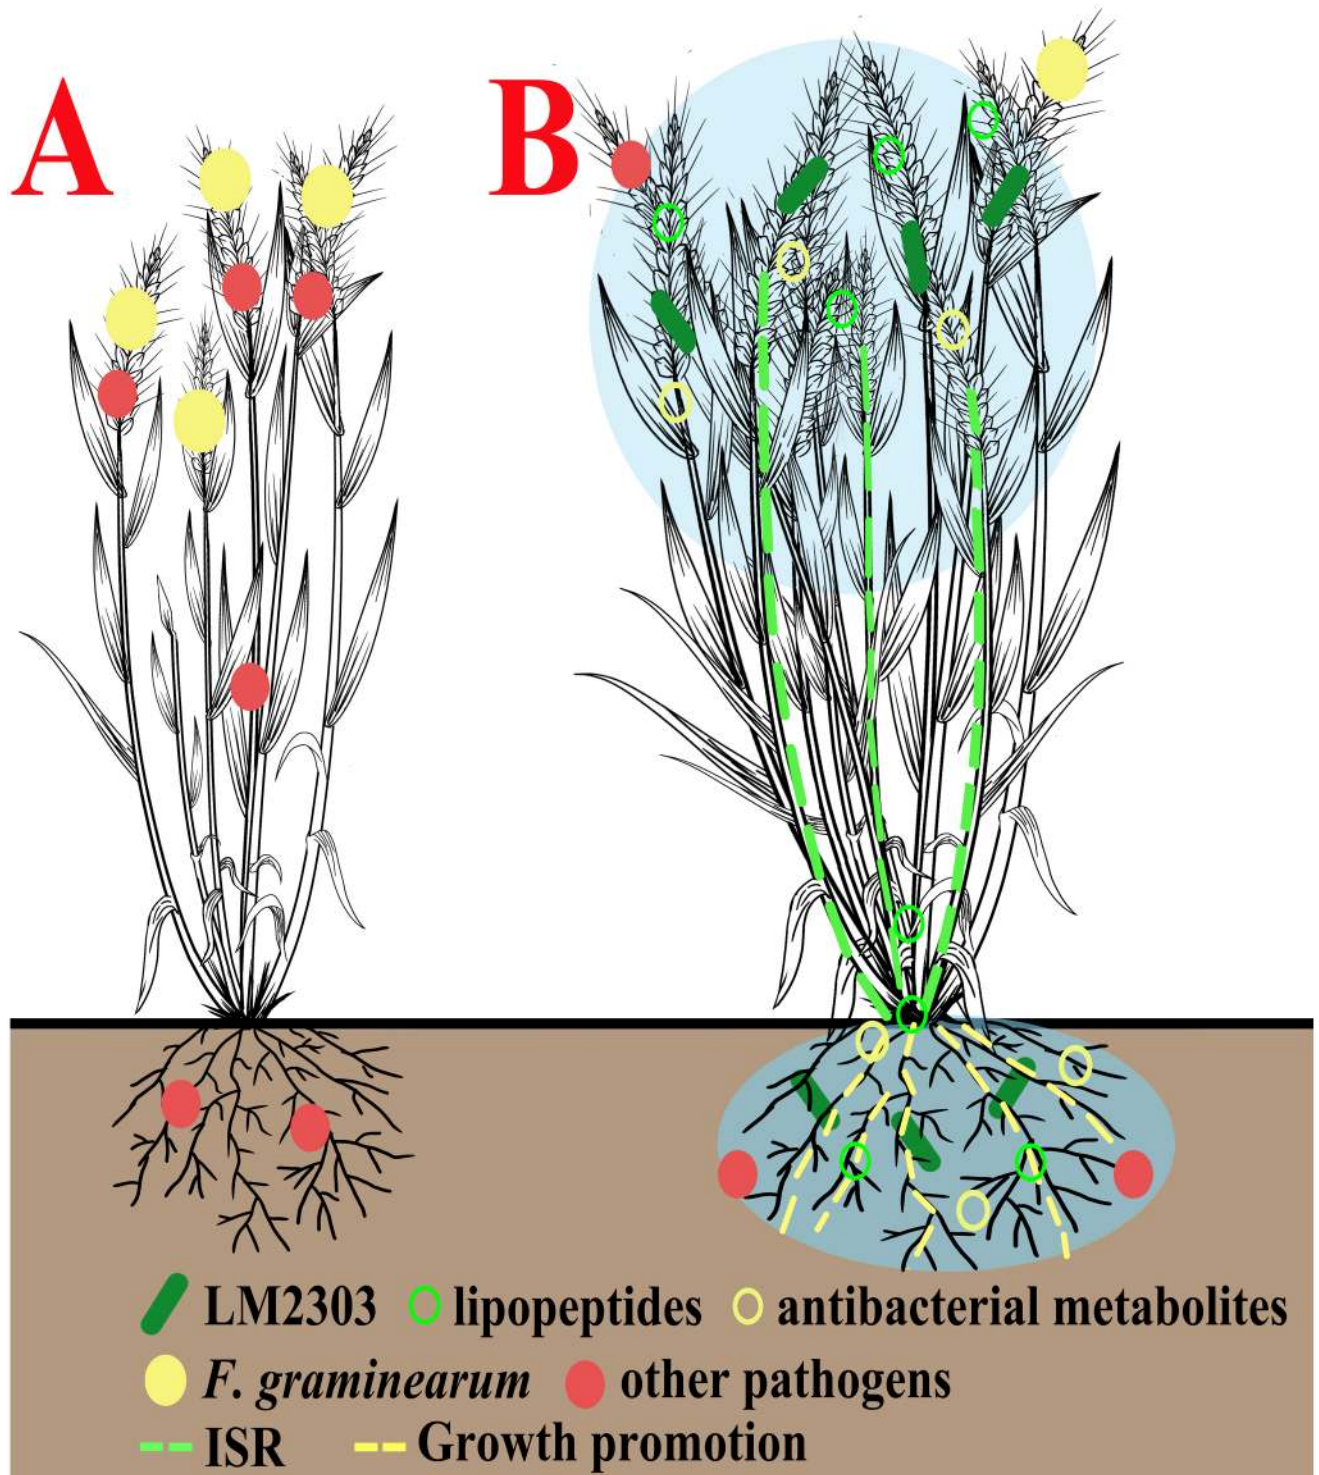 A
B
LM2303 lipopeptides antibacterial metabolites
F. graminearum other pathogens
ISR Growth promotion